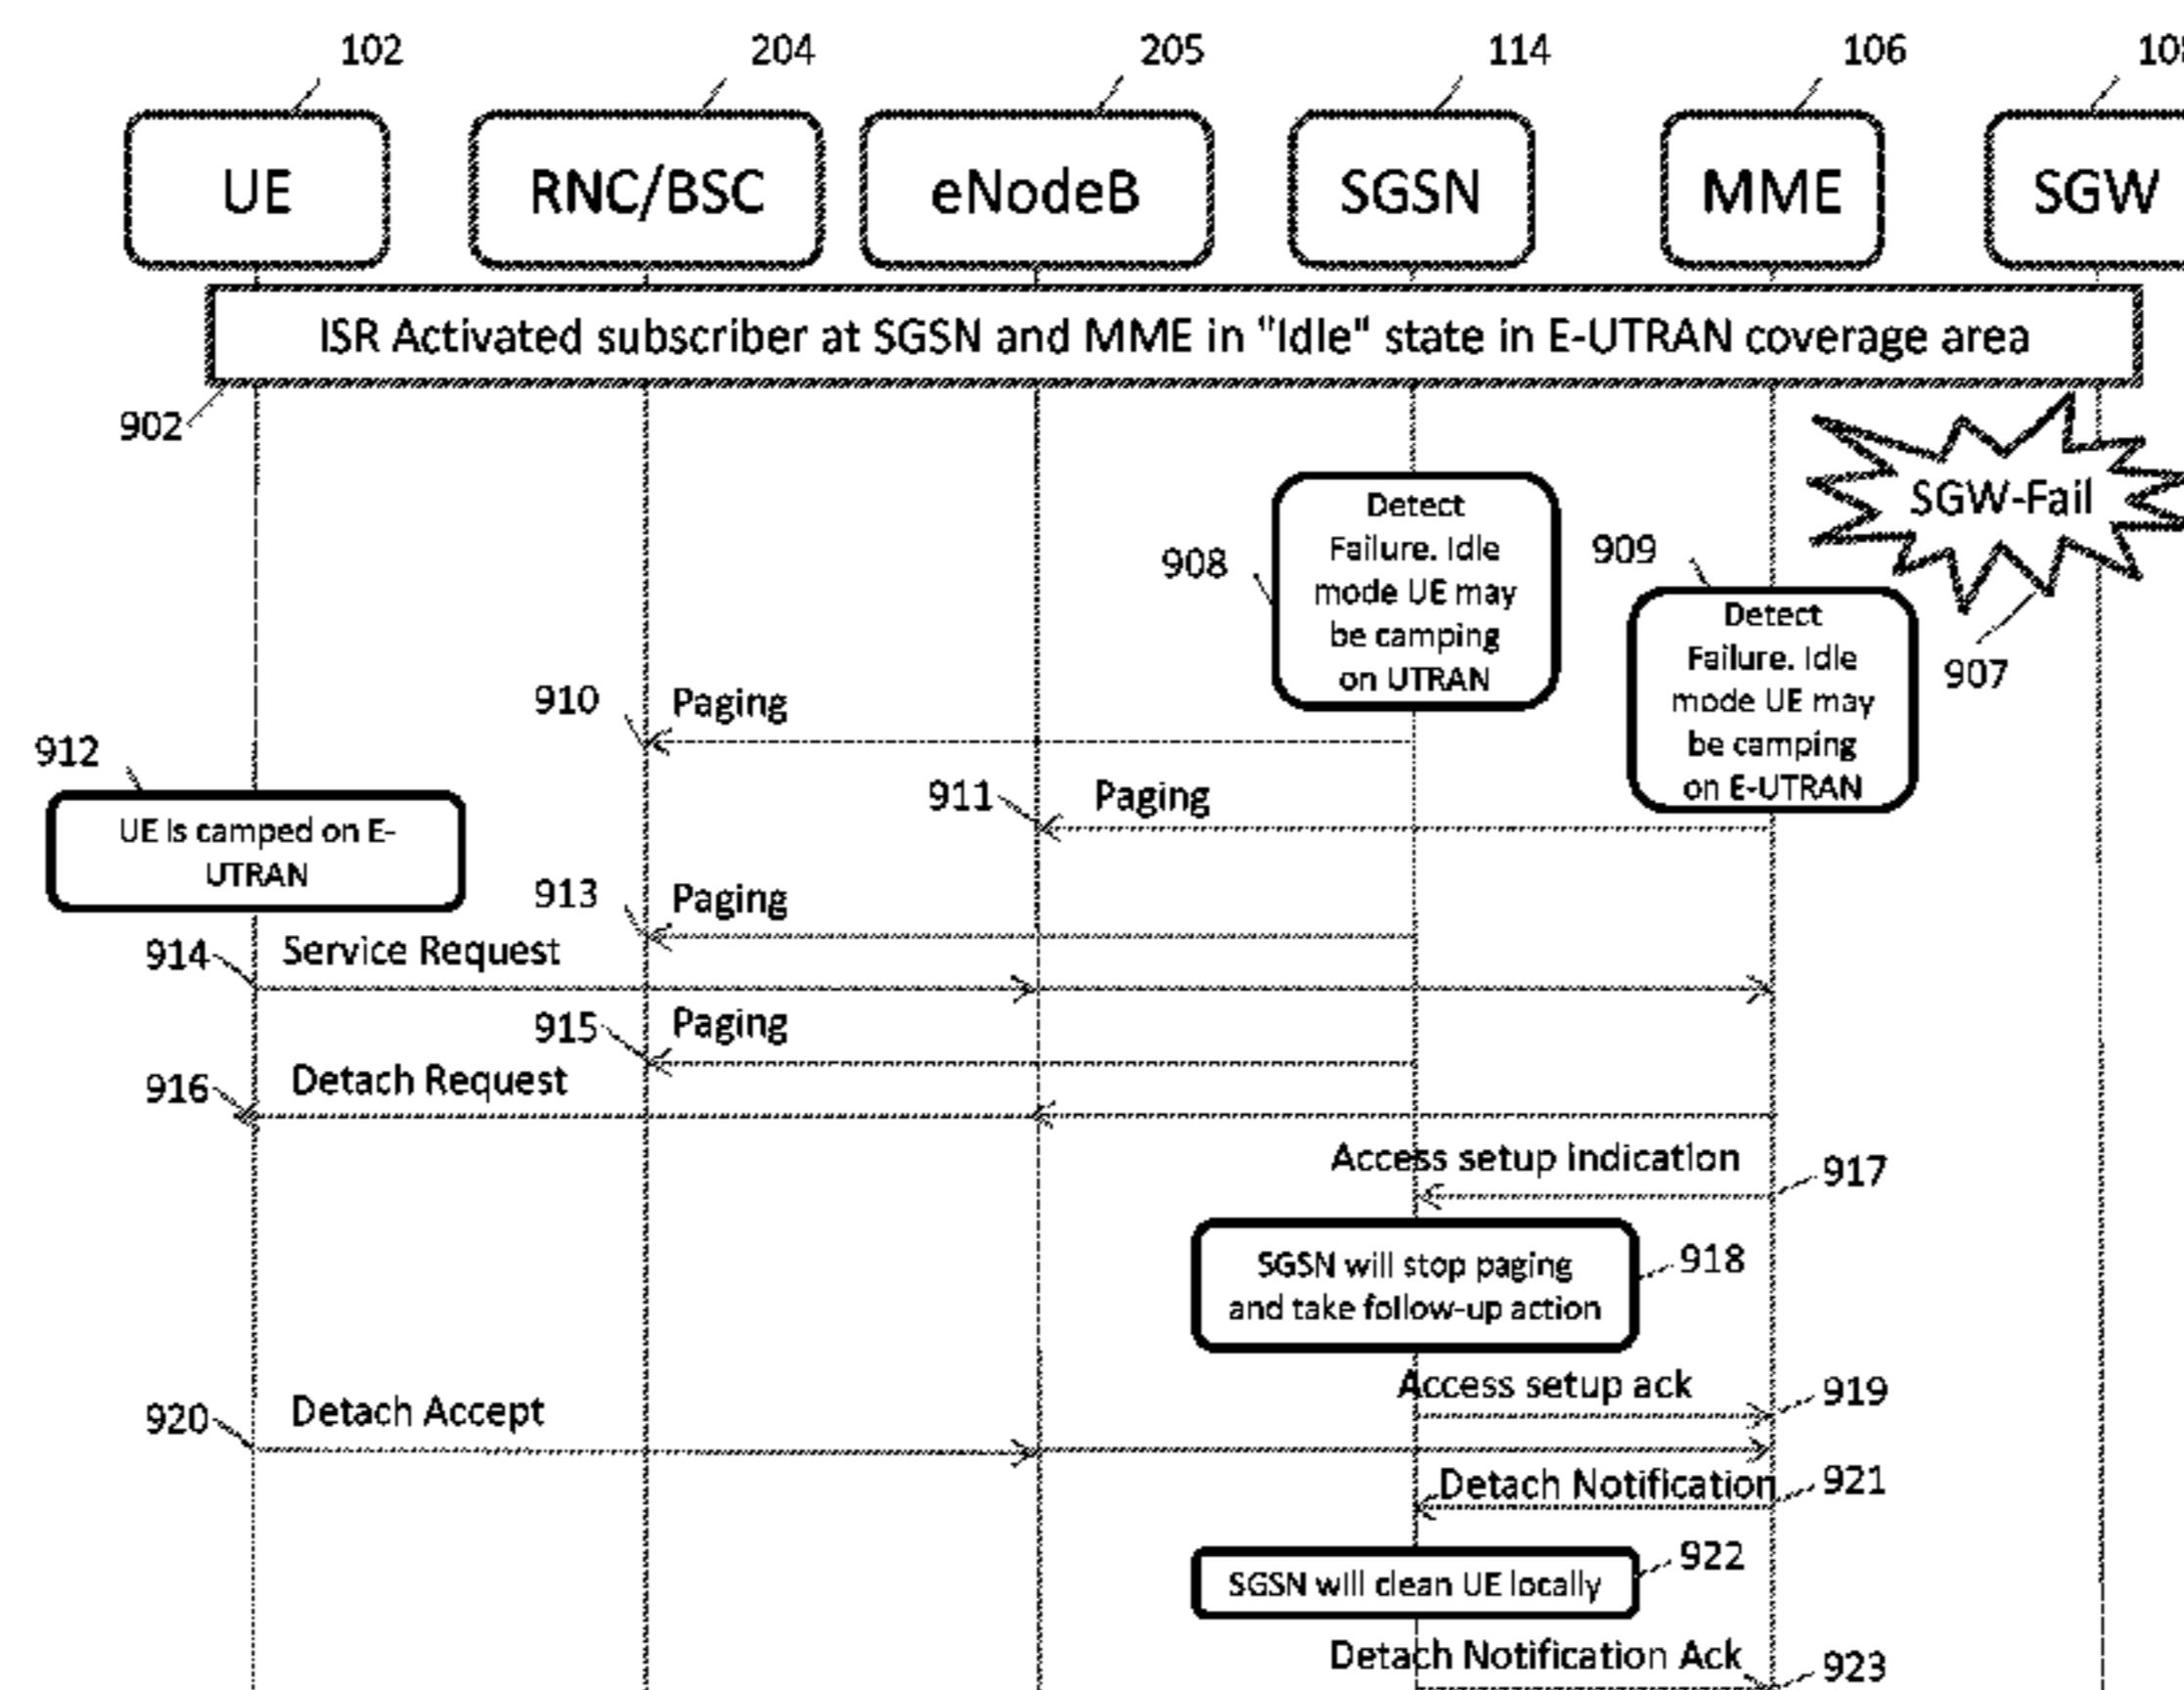 102 204 205 114 106 108
UE RNC/BSC eNodeB SGSN MME SGW
ISR Activated subscriber at SGSN and MME in "Idle" state in E-UTRAN coverage area
902
SGW-Fail
907
908
Detect
Failure. Idle
mode UE may
be camping
on UTRAN
909
Detect
Failure. Idle
mode UE may
be camping
on E-UTRAN
910 Paging
912
911 Paging
UE is camped on E-
UTRAN
913 Paging
914 Service Request
915 Paging
916 Detach Request
Access setup indication 917
SGSN will stop paging
and take follow-up action
918
Access setup ack 919
920 Detach Accept
Detach Notification 921
922
SGSN will clean UE locally
Detach Notification Ack 923